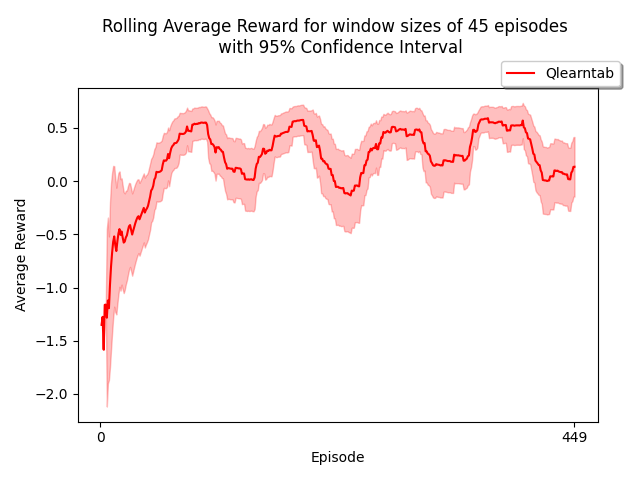 Rolling Average Reward for window sizes of 45 episodes
with 95% Confidence Interval
Qlearntab
Average Reward
0.5
0.0
−0.5
−1.0
−1.5
−2.0
0
449
Episode